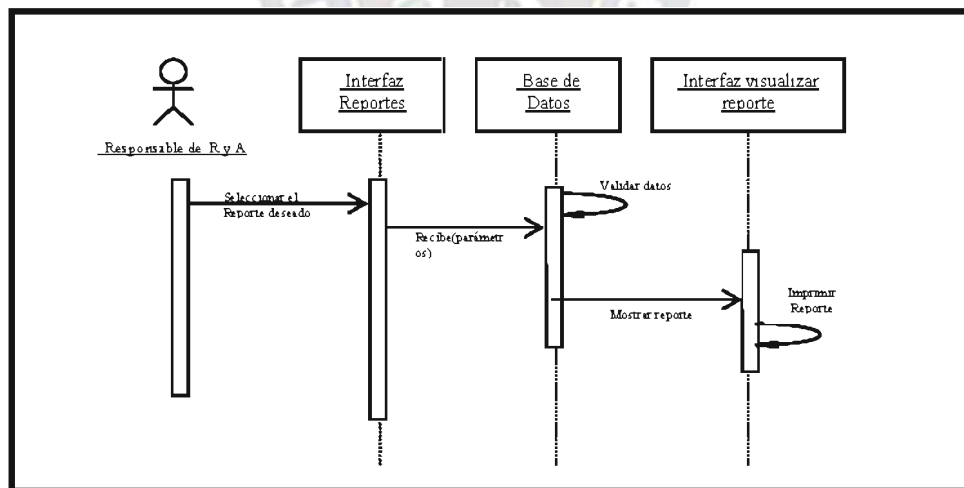 Interfaz
Reportes
Base de
Datos
Interfaz visualizar
reporte
Responsable de R y A
Seleccionar el
Reporte deseado
Validar datos
Recibe(parámetr
os)
Mostrar reporte
Imprimir
Reporte